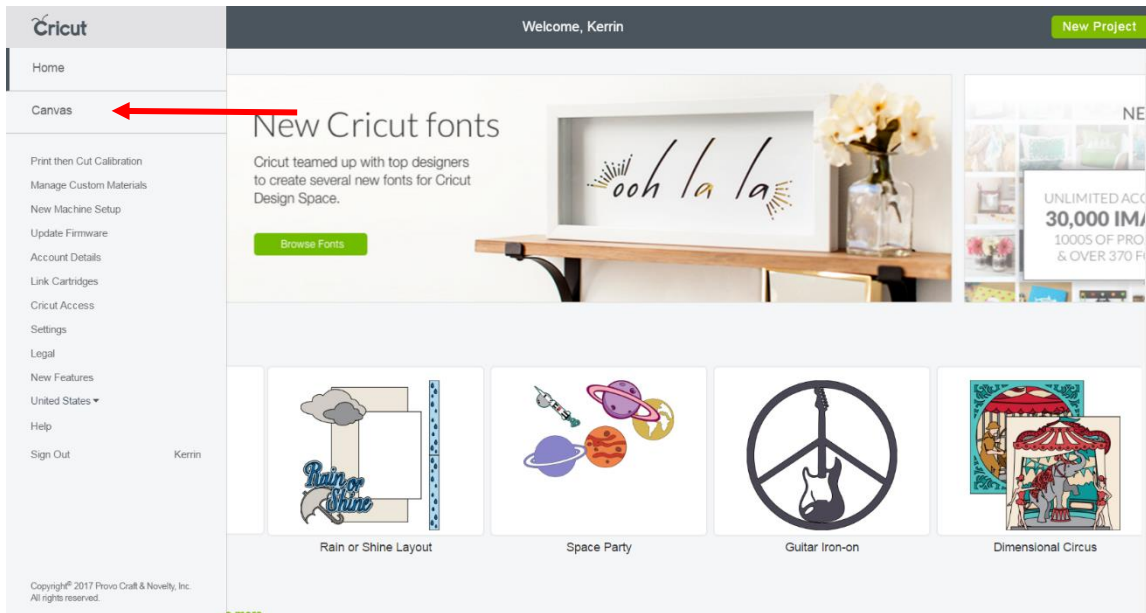 Cricut
Welcome, Kerrin
New Project
Home
Canvas
Print then Cut Calibration
Manage Custom Materials
New Machine Setup
Update Firmware
Account Details
Link Cartridges
Cricut Access
Settings
Legal
New Features
United States
Help
Sign Out Kerrin
Copyright© 2017 Provo Craft & Novelty, Inc.
All rights reserved.
New Cricut fonts
Cricut teamed up with top designers
to create several new fonts for Cricut
Design Space.
Browse Fonts
ooh la la
NE
UNLIMITED ACC
30,000 IMA
1000S OF PRO
& OVER 370 F
Rain or
Shine
Rain or Shine Layout
Space Party
Guitar Iron-on
Dimensional Circus